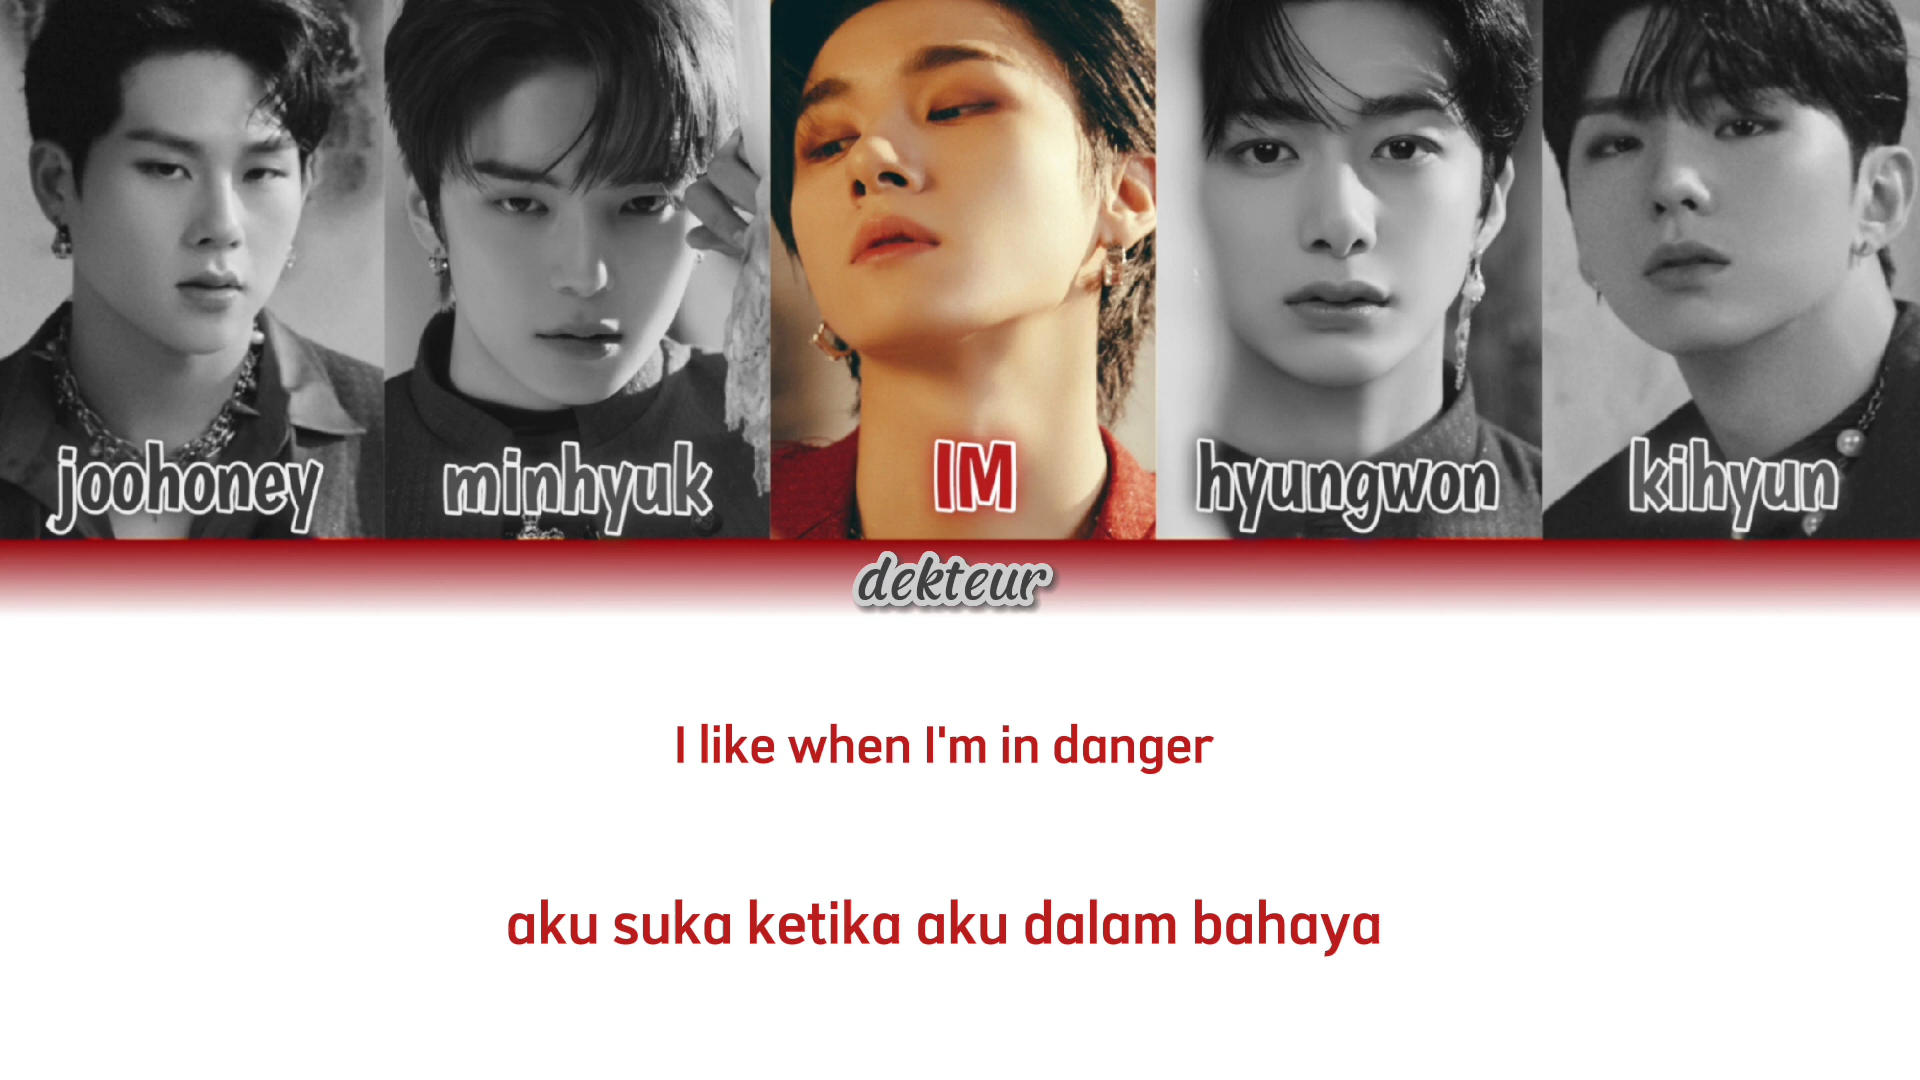 joohoney
minhyuk
IM
hyungwon
kihyun
dekteur
I like when I'm in danger
aku suka ketika aku dalam bahaya